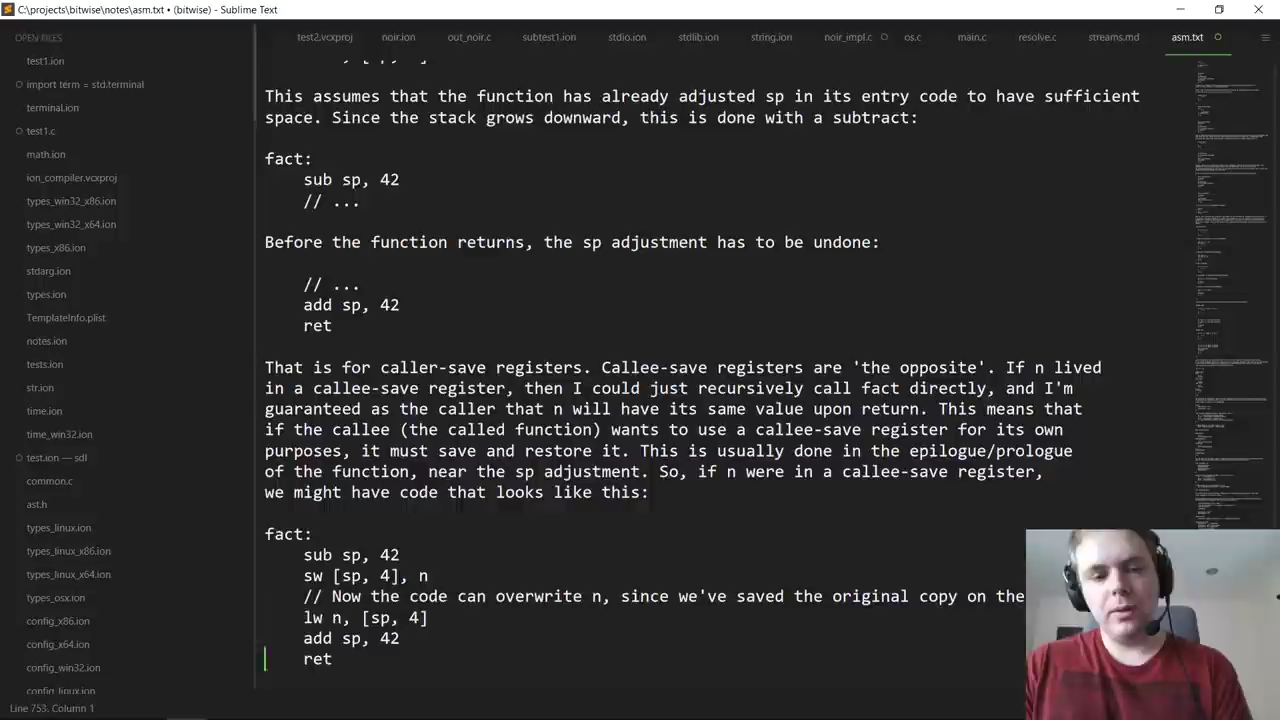 C:\projects\bitwise\notes\asm.txt • (bitwise) - Sublime Text
OPEN FILES
test1.ion
import term = std.terminal
terminal.ion
test1.c
math.ion
ion_compiler.vcxproj
types_win32_x86.ion
types_win32_x64.ion
types_x86.ion
stdarg.ion
types.ion
TemplateInfo.plist
notes.ion
tests.ion
str.ion
time.ion
time_win32.ion
test.ion — sdl
common.c
ast.h
types_linux.ion
types_linux_x86.ion
types_linux_x64.ion
types_osx.ion
config_x86.ion
config_x64.ion
config_win32.ion
config_linux.ion
test2.vcxproj noir.ion out_noir.c subtest1.ion stdio.ion stdlib.ion string.ion noir_impl.c os.c main.c resolve.c streams.md asm.txt
This assumes that the function has already adjusted sp in its entry code to have sufficient
space. Since the stack grows downward, this is done with a subtract:
fact:
sub sp, 42
// ...
Before the function returns, the sp adjustment has to be undone:
// ...
add sp, 42
ret
That is for caller-save registers. Callee-save register are 'the opposite'. If n lived
in a callee-save register, then I could just recursively call fact directly, and I'm
guaranteed as the caller that n will have its same value upon return. This means that
if the callee (the called function) wants to use a callee-save register for its own
purposes, it must save and restore it. This is usually done in the epilogue/prologue
of the function near the sp adjustment. So, if n were in a callee-save register,
we might have code that looks like this:
fact:
sub sp, 42
sw [sp, 4], n
// Now the code can overwrite n, since we've saved the original copy on the
lw n, [sp, 4]
add sp, 42
ret
Line 753, Column 1